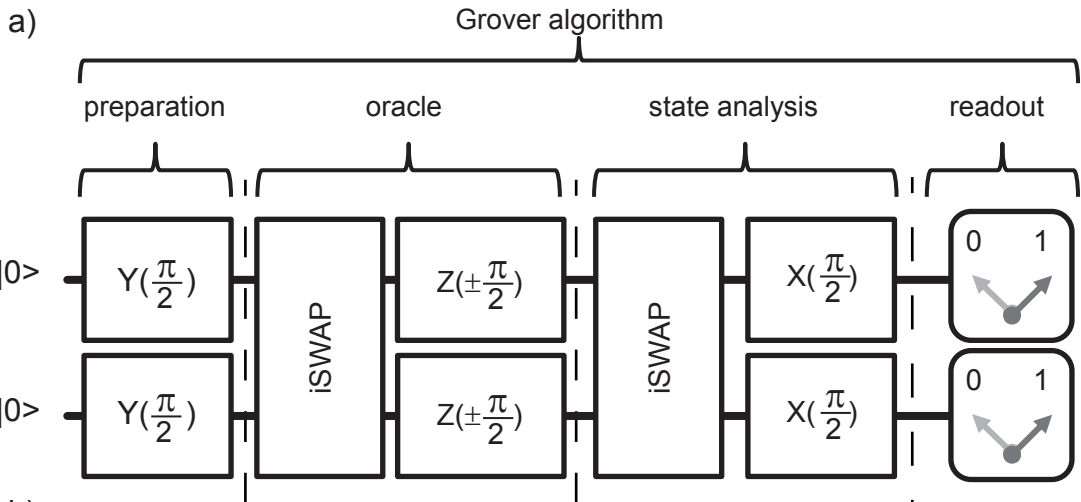 a)
Grover algorithm
preparation oracle state analysis readout
|0> Y(π/2) iSWAP Z(±π/2) iSWAP X(π/2) 0 1
|0> Y(π/2) Z(±π/2) X(π/2) 0 1